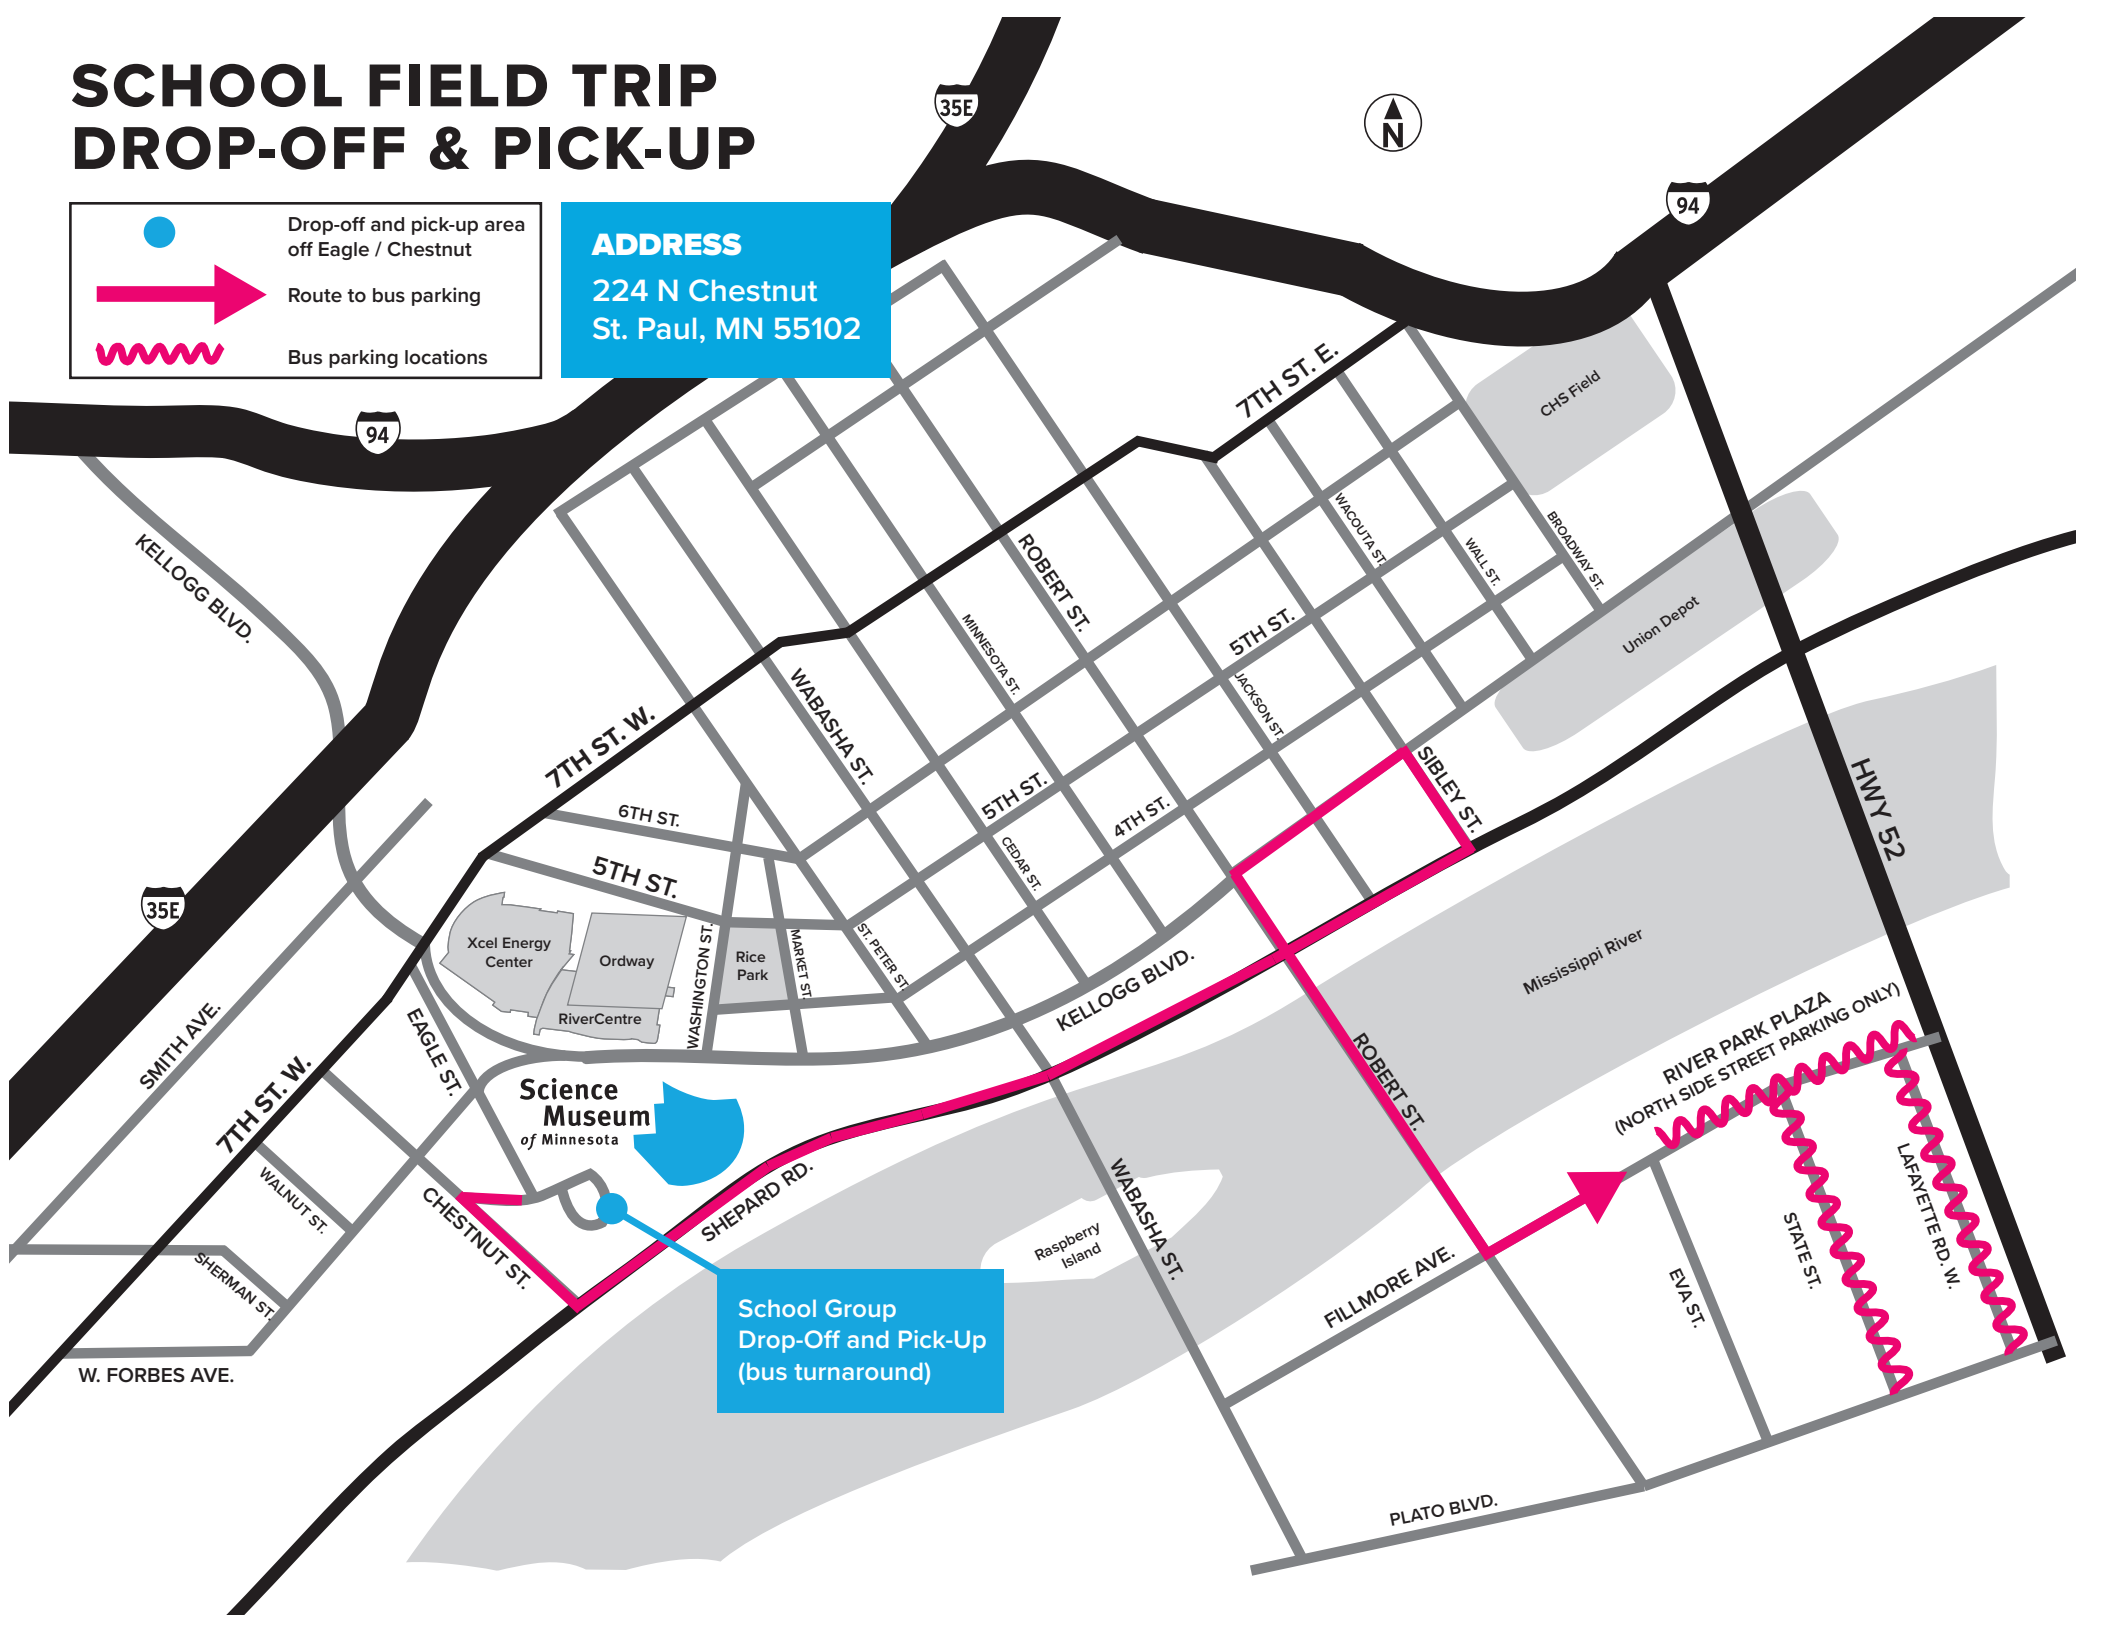 SCHOOL FIELD TRIP
DROP-OFF & PICK-UP
Drop-off and pick-up area
off Eagle / Chestnut
Route to bus parking
Bus parking locations
ADDRESS
224 N Chestnut
St. Paul, MN 55102
35E
N
94
94
35E
KELLOGG BLVD.
7TH ST. E.
CHS Field
WACOUTA ST.
WALL ST.
BROADWAY ST.
Union Depot
ROBERT ST.
MINNESOTA ST.
5TH ST.
JACKSON ST.
WABASHA ST.
7TH ST. W.
6TH ST.
5TH ST.
5TH ST.
4TH ST.
CEDAR ST.
SIBLEY ST.
HWY 52
Xcel Energy
Center
Ordway
RiverCentre
WASHINGTON ST.
Rice
Park
MARKET ST.
ST. PETER ST.
KELLOGG BLVD.
Mississippi River
SMITH AVE.
7TH ST. W.
EAGLE ST.
Science
Museum
of Minnesota
WALNUT ST.
SHERMAN ST.
W. FORBES AVE.
CHESTNUT ST.
SHEPARD RD.
Raspberry
Island
WABASHA ST.
ROBERT ST.
RIVER PARK PLAZA
(NORTH SIDE STREET PARKING ONLY)
LAFAYETTE RD. W.
STATE ST.
EVA ST.
FILLMORE AVE.
PLATO BLVD.
School Group
Drop-Off and Pick-Up
(bus turnaround)